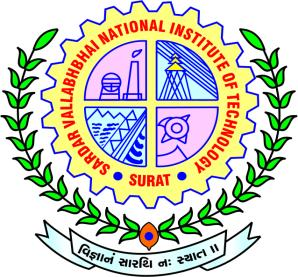 SARDAR VALLABHBHAI NATIONAL INSTITUTE OF TECHNOLOGY
• SURAT •
વિજ્ઞાનં સારથિ નઃ સ્યાત્ ॥